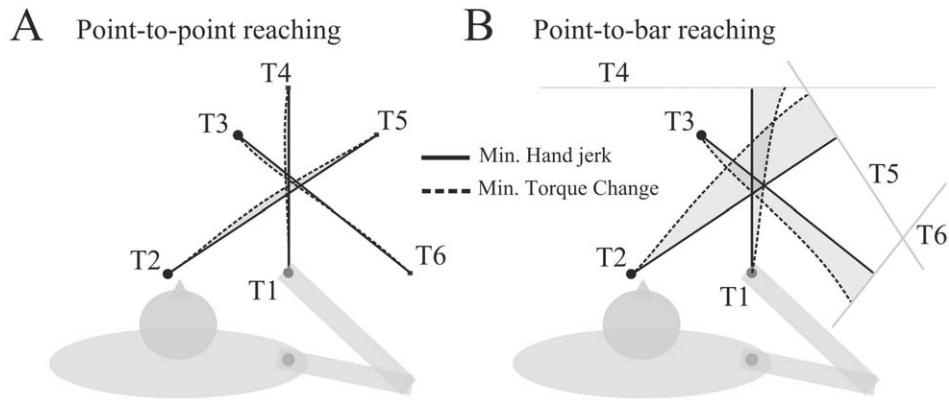 A Point-to-point reaching
T4
T3
T5
T2
T6
T1
Min. Hand jerk
Min. Torque Change
B Point-to-bar reaching
T4
T3
T5
T6
T2
T1